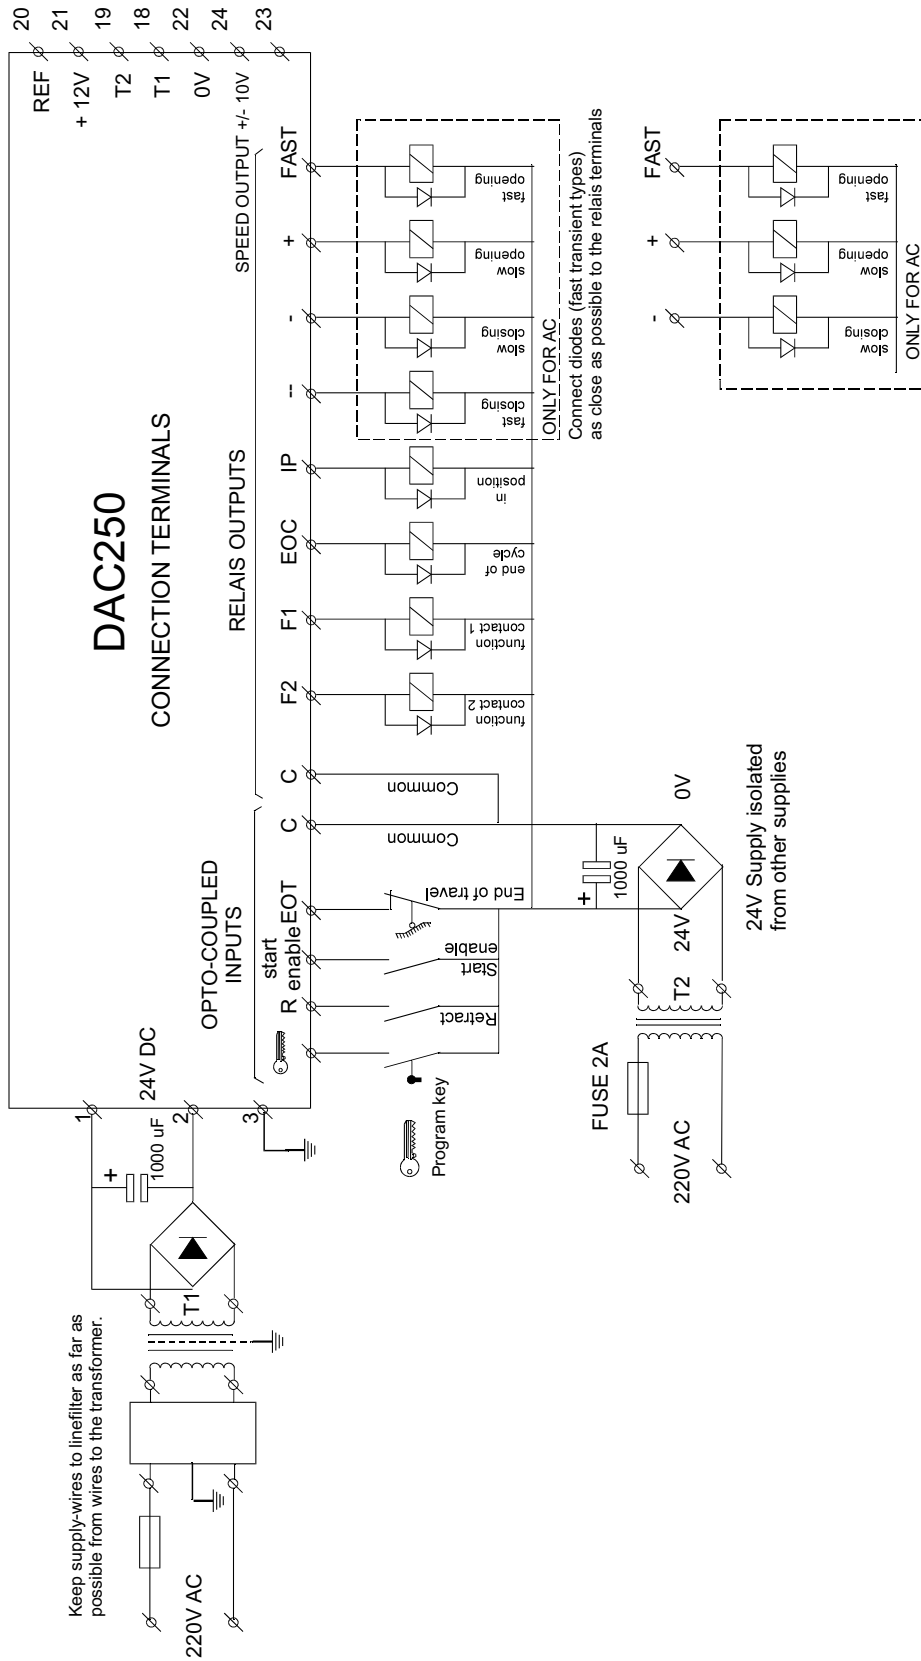 DAC250
CONNECTION TERMINALS
20
21
19
18
22
24
23
REF
+ 12V
T2
T1
0V
SPEED OUTPUT +/- 10V
RELAIS OUTPUTS
OPTO-COUPLED
INPUTS
24V DC
1
2
3
R
start
enable
EOT
C
C
F2
F1
EOC
IP
--
-
+
FAST
Keep supply-wires to linefilter as far as
possible from wires to the transformer.
220V AC
T1
+
1000 uF
Program key
Retract
Start
enable
End of travel
Common
Common
function
contact 2
function
contact 1
end of
cycle
in
position
fast
closing
slow
closing
slow
opening
fast
opening
ONLY FOR AC
Connect diodes (fast transient types)
as close as possible to the relais terminals
FUSE 2A
220V AC
T2
24V
0V
+
1000 uF
24V Supply isolated
from other supplies
-
+
FAST
slow
closing
slow
opening
fast
opening
ONLY FOR AC